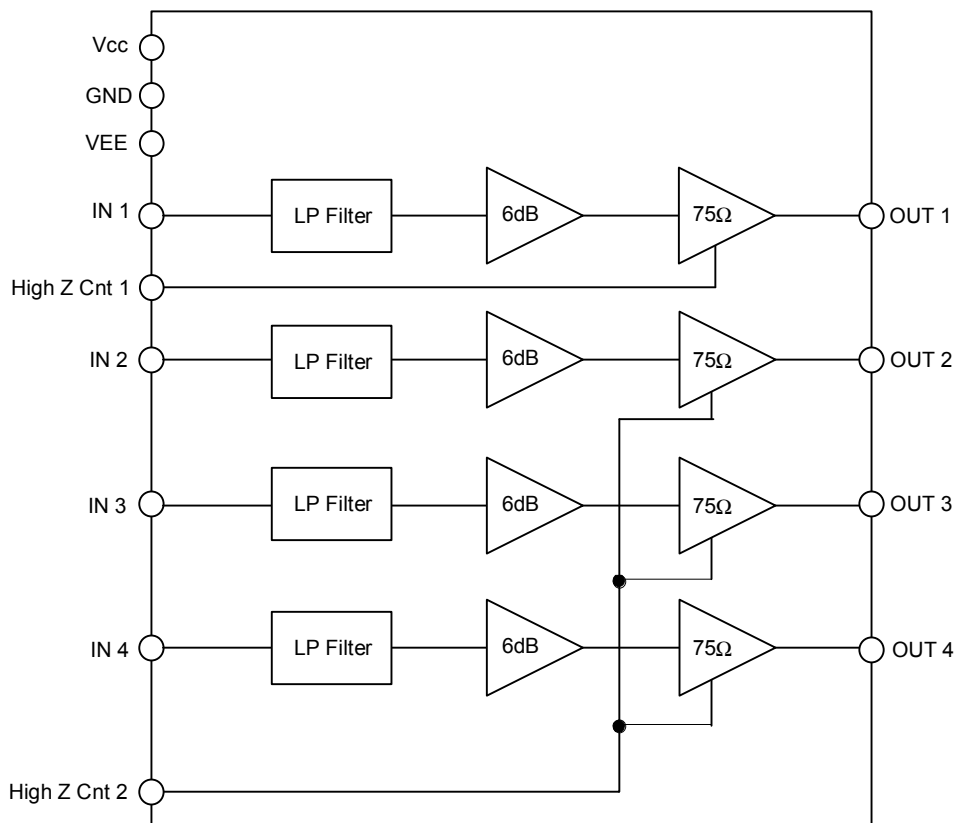 Vcc
GND
VEE
IN 1
LP Filter
6dB
75Ω
OUT 1
High Z Cnt 1
IN 2
LP Filter
6dB
75Ω
OUT 2
IN 3
LP Filter
6dB
75Ω
OUT 3
IN 4
LP Filter
6dB
75Ω
OUT 4
High Z Cnt 2